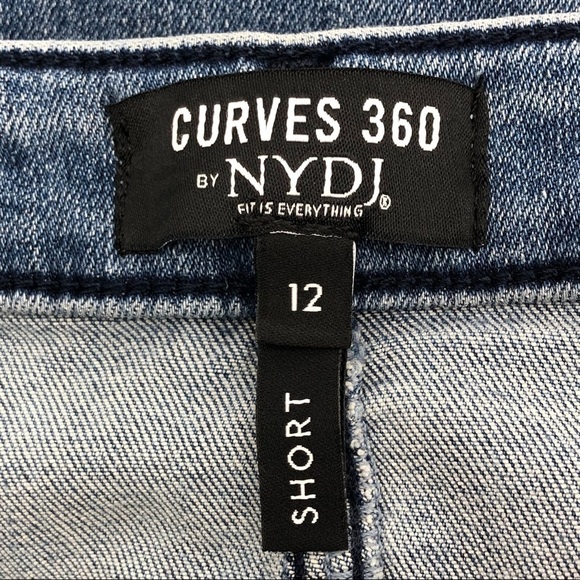 CURVES 360
BY NYDJ®
FIT IS EVERYTHING
12
SHORT